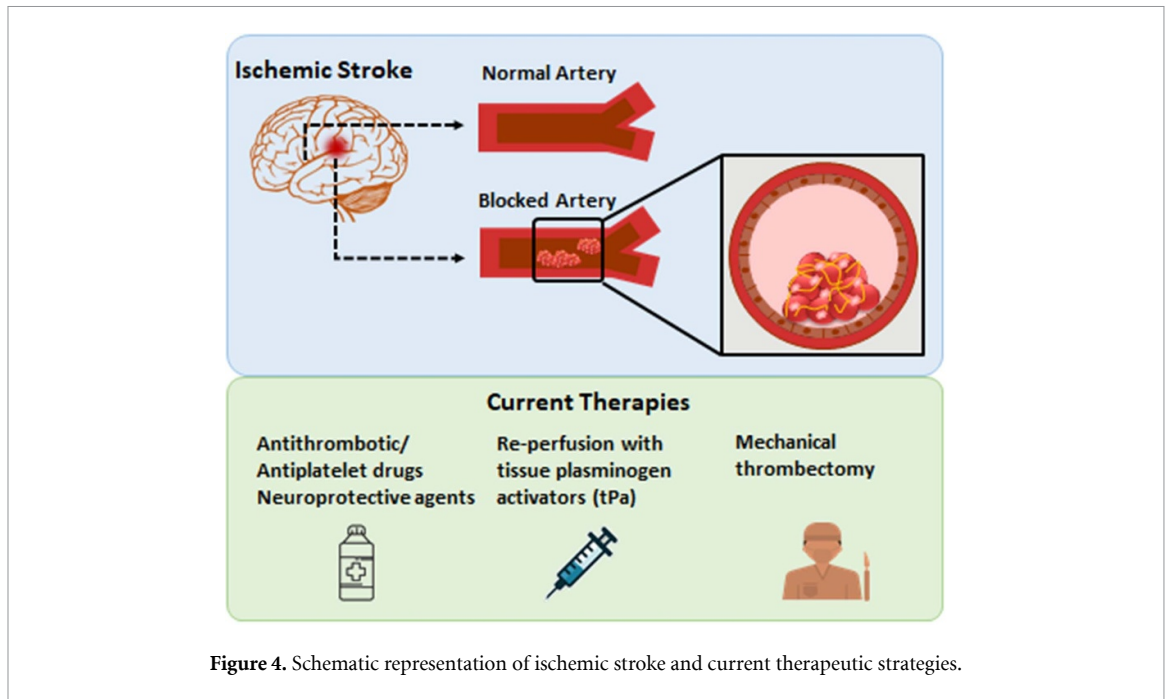 Ischemic Stroke
Normal Artery
Blocked Artery
Current Therapies
Antithrombotic/
Antiplatelet drugs
Neuroprotective agents
Re-perfusion with
tissue plasminogen
activators (tPa)
Mechanical
thrombectomy
Figure 4. Schematic representation of ischemic stroke and current therapeutic strategies.